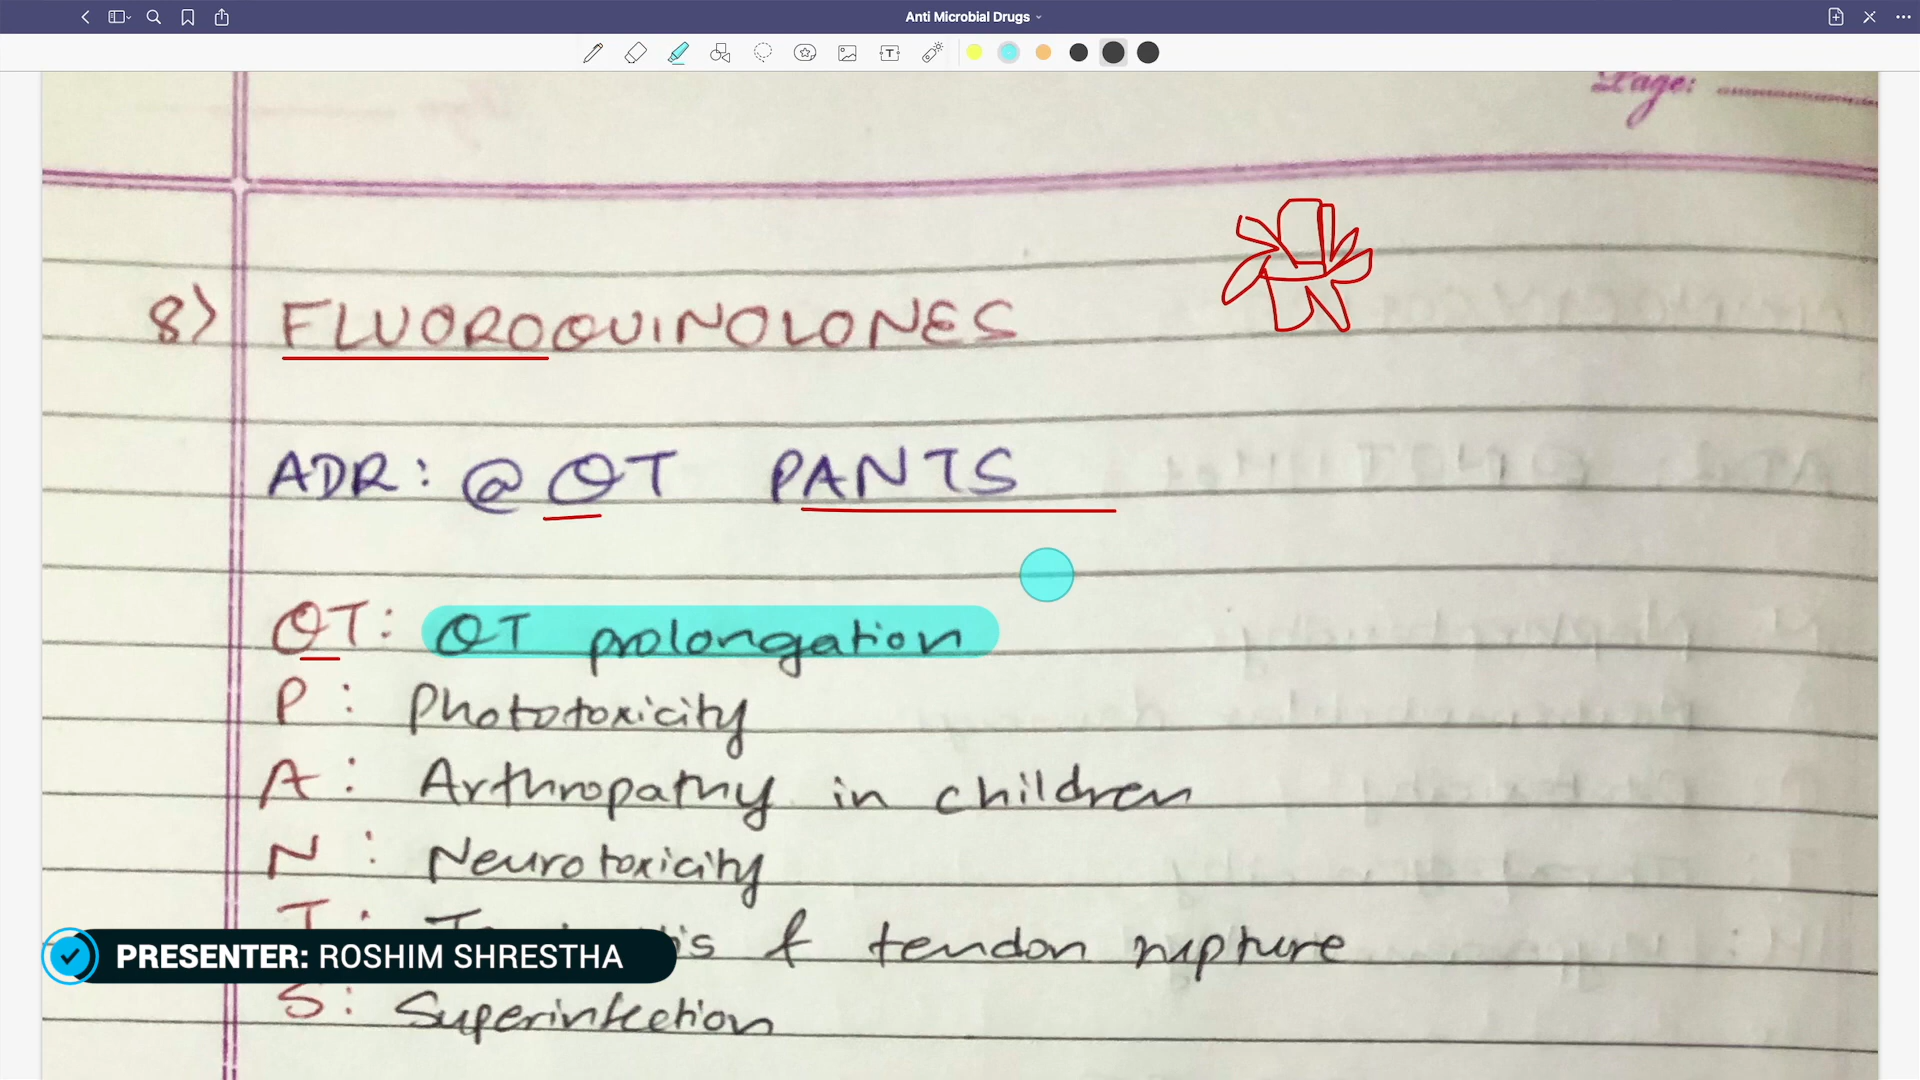 Anti Microbial Drugs
Page:
8) FLUOROQUINOLONES
ADR: @ QT PANTS
QT: QT prolongation
P: Phototoxicity
A: Arthropathy in children
N: Neurotoxicity
T: & tendon rupture
PRESENTER: ROSHIM SHRESTHA
S: Superinfection